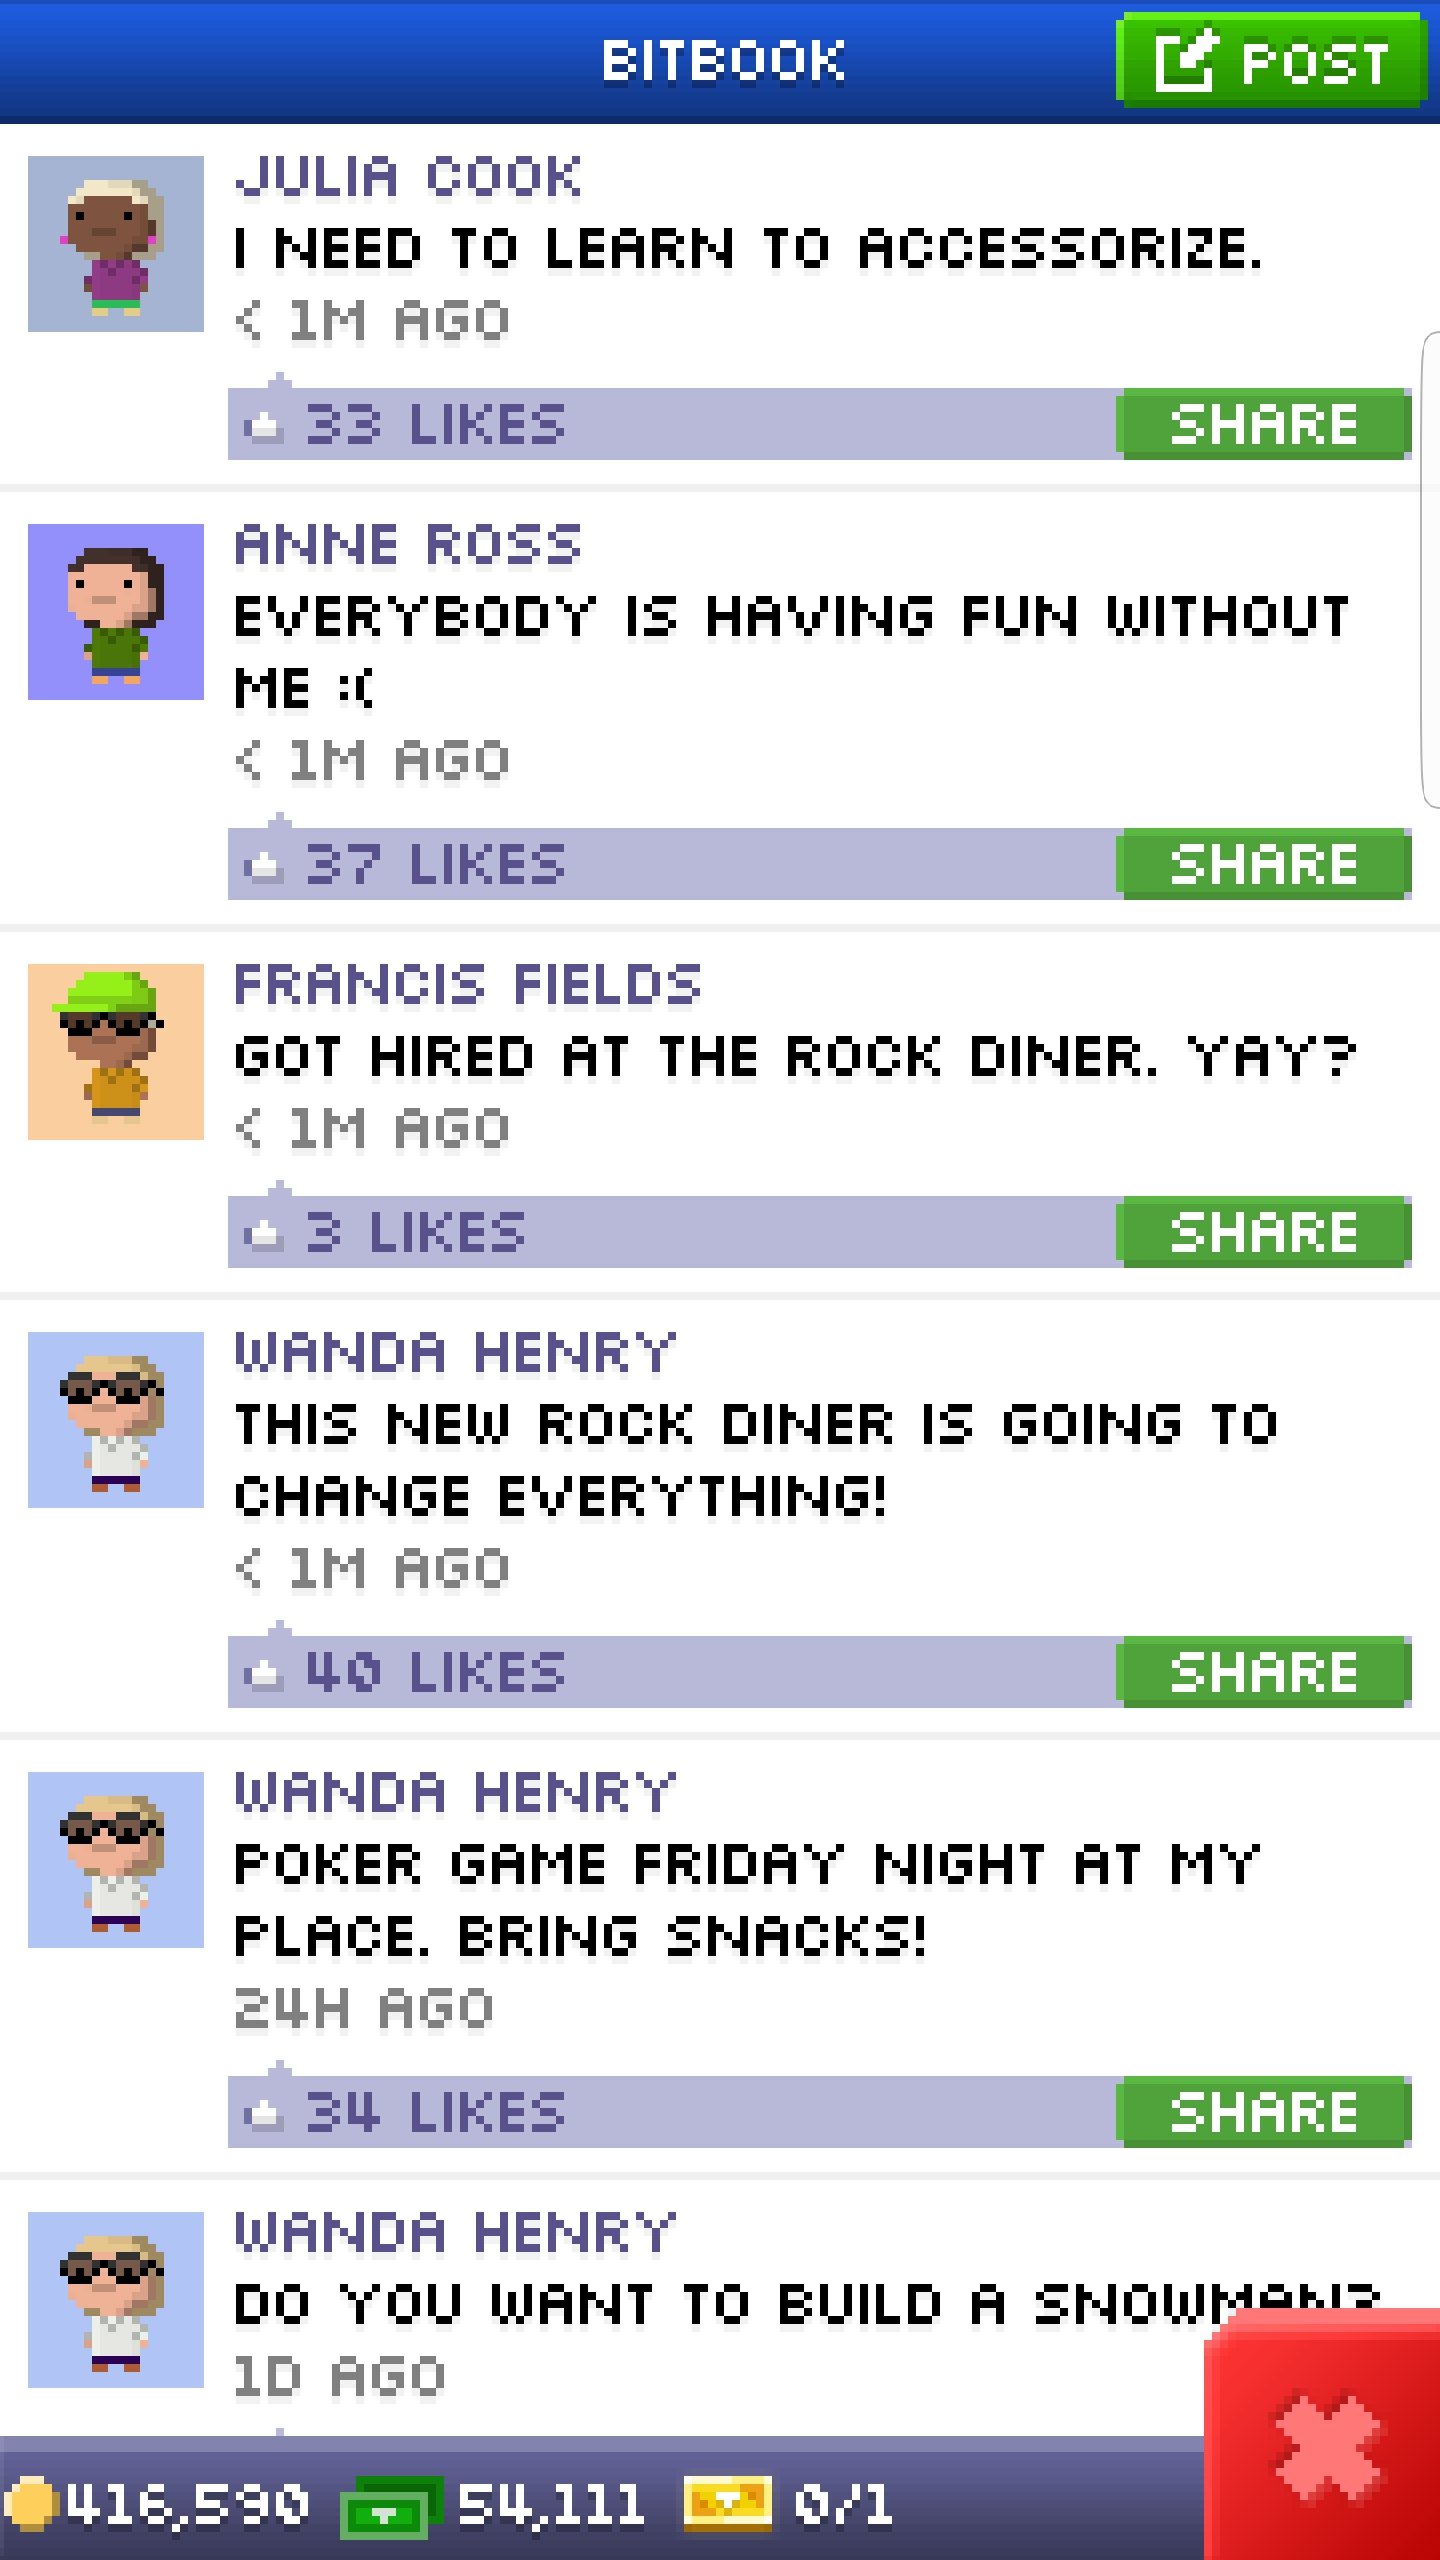 BITBOOK
POST
JULIA COOK
I NEED TO LEARN TO ACCESSORIZE.
< 1M AGO
33 LIKES
SHARE
ANNE ROSS
EVERYBODY IS HAVING FUN WITHOUT
ME :(
< 1M AGO
37 LIKES
SHARE
FRANCIS FIELDS
GOT HIRED AT THE ROCK DINER. YAY?
< 1M AGO
3 LIKES
SHARE
WANDA HENRY
THIS NEW ROCK DINER IS GOING TO
CHANGE EVERYTHING!
< 1M AGO
40 LIKES
SHARE
WANDA HENRY
POKER GAME FRIDAY NIGHT AT MY
PLACE. BRING SNACKS!
24H AGO
34 LIKES
SHARE
WANDA HENRY
DO YOU WANT TO BUILD A SNOWMAN?
1D AGO
416,590 54,111 0/1